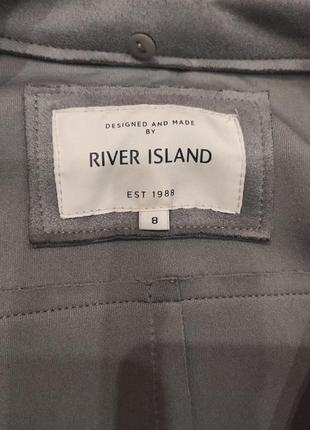 DESIGNED AND MADE
BY
RIVER ISLAND
EST 1988
8